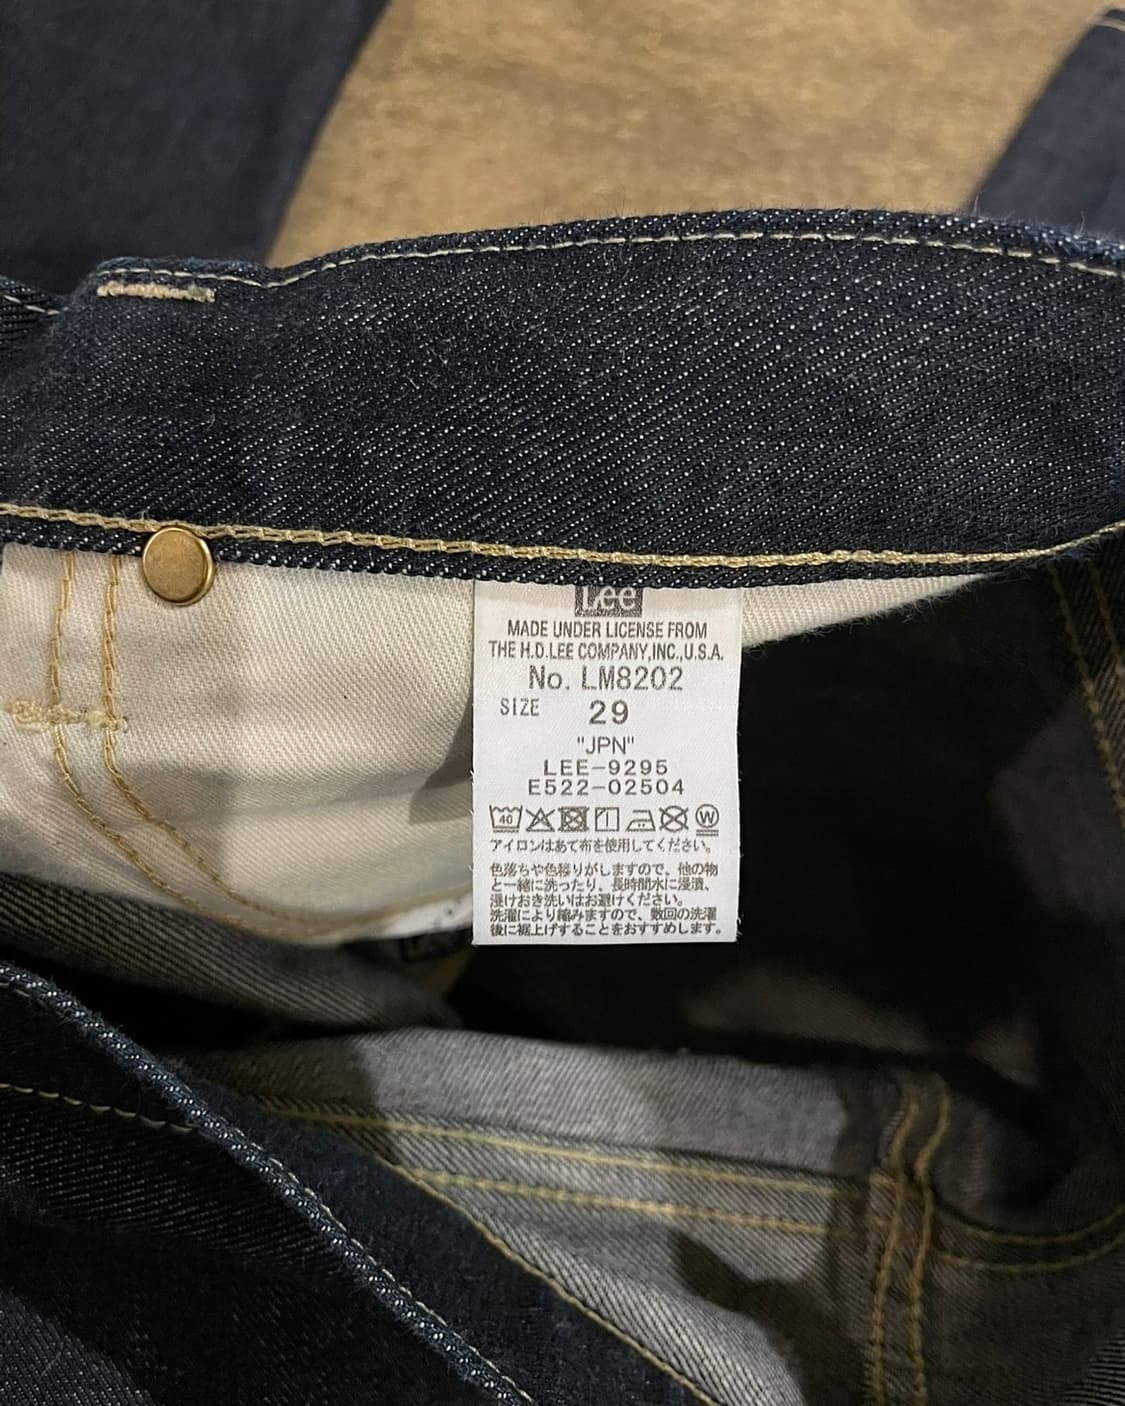 Lee
MADE UNDER LICENSE FROM
THE H.D.LEE COMPANY,INC.,U.S.A.
No. LM8202
SIZE 29
"JPN"
LEE-9295
E522-02504
40 W
アイロンはあて布を使用してください。
色落ちや色移りがしますので、他の物
と一緒に洗ったり、長時間水に浸漬、
浸けおき洗いはお避けください。
洗濯により縮みますので、数回の洗濯
後に裾上げすることをおすすめします。